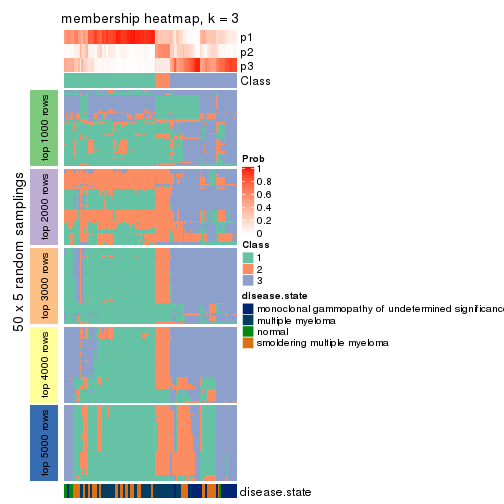 membership heatmap, k = 3
p1
p2
p3
Class
50 x 5 random samplings
top 1000 rows
top 2000 rows
top 3000 rows
top 4000 rows
top 5000 rows
Prob
1
0.8
0.6
0.4
0.2
0
Class
1
2
3
disease.state
monoclonal gammopathy of undetermined significance
multiple myeloma
normal
smoldering multiple myeloma
disease.state